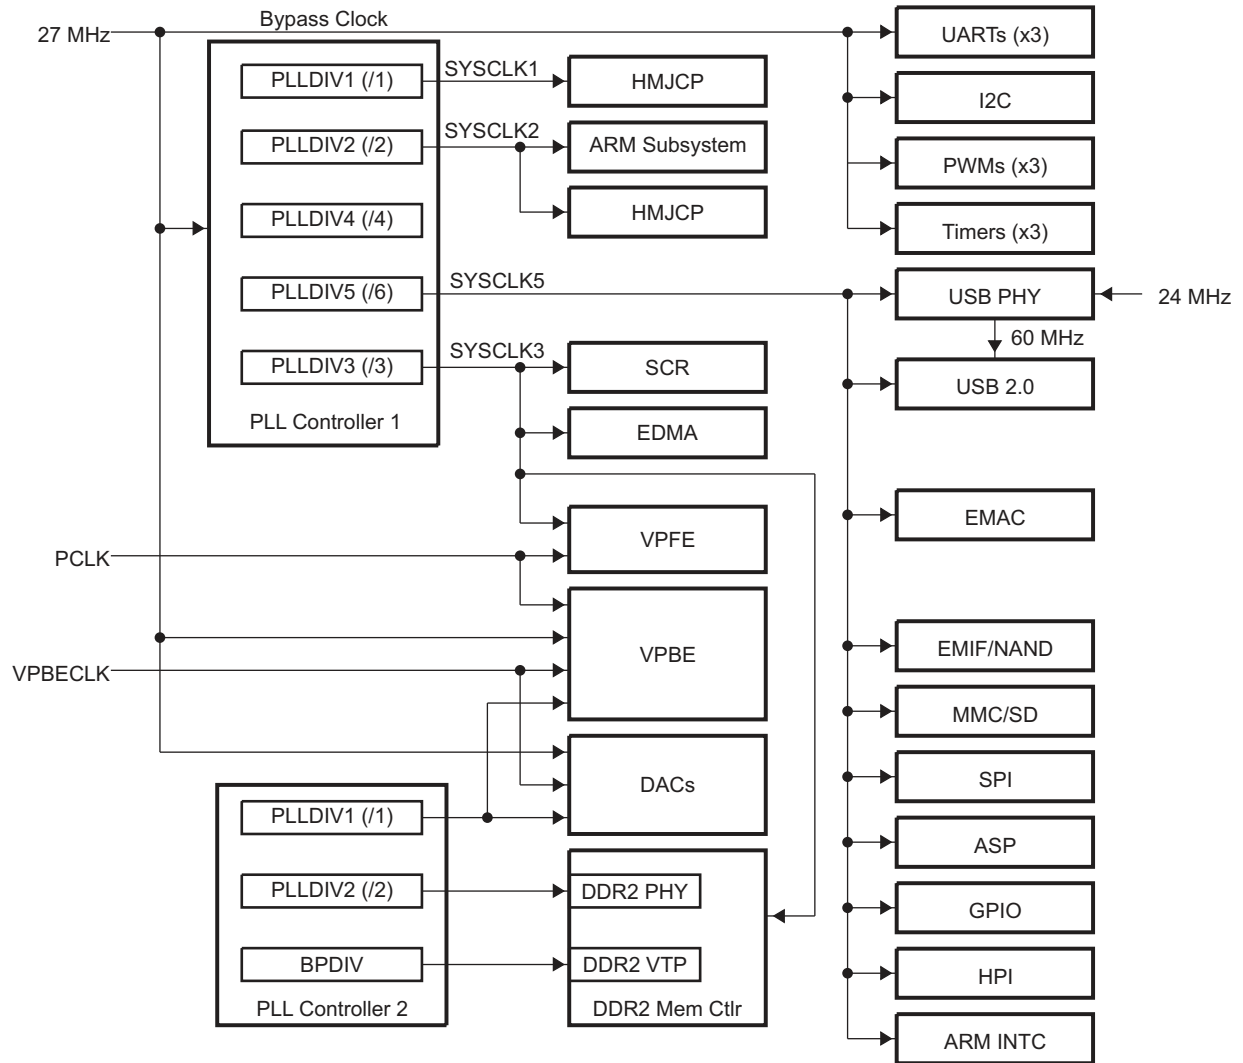 Bypass Clock
27 MHz
UARTs (x3)
PLLDIV1 (/1)
SYSCLK1
HMJCP
I2C
PLLDIV2 (/2)
SYSCLK2
ARM Subsystem
PWMs (x3)
PLLDIV4 (/4)
HMJCP
Timers (x3)
PLLDIV5 (/6)
SYSCLK5
USB PHY
24 MHz
60 MHz
PLLDIV3 (/3)
SYSCLK3
SCR
USB 2.0
PLL Controller 1
EDMA
EMAC
VPFE
PCLK
VPBE
EMIF/NAND
VPBECLK
MMC/SD
DACs
SPI
PLLDIV1 (/1)
ASP
PLLDIV2 (/2)
DDR2 PHY
GPIO
BPDIV
DDR2 VTP
HPI
PLL Controller 2
DDR2 Mem Ctlr
ARM INTC